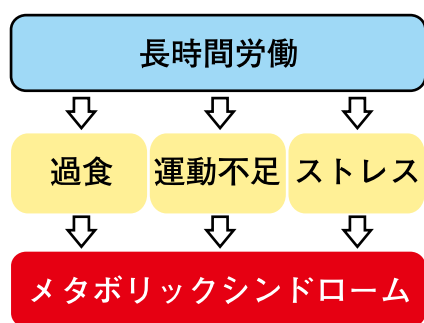 長時間労働
過食 運動不足 ストレス
メタボリックシンドローム